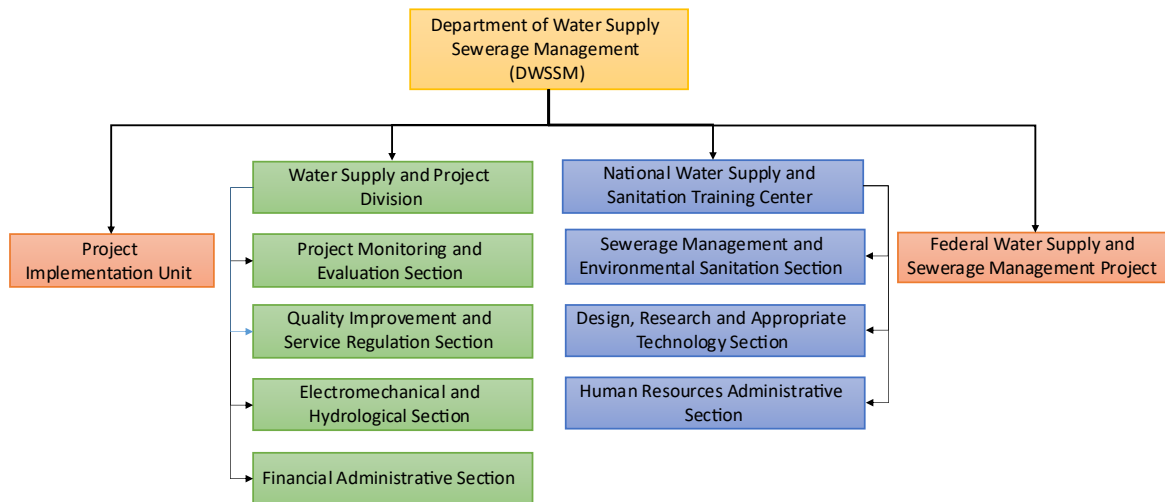 Department of Water Supply
Sewerage Management
(DWSSM)
Water Supply and Project
Division
National Water Supply and
Sanitation Training Center
Project
Implementation Unit
Project Monitoring and
Evaluation Section
Sewerage Management and
Environmental Sanitation Section
Federal Water Supply and
Sewerage Management Project
Quality Improvement and
Service Regulation Section
Design, Research and Appropriate
Technology Section
Electromechanical and
Hydrological Section
Human Resources Administrative
Section
Financial Administrative Section